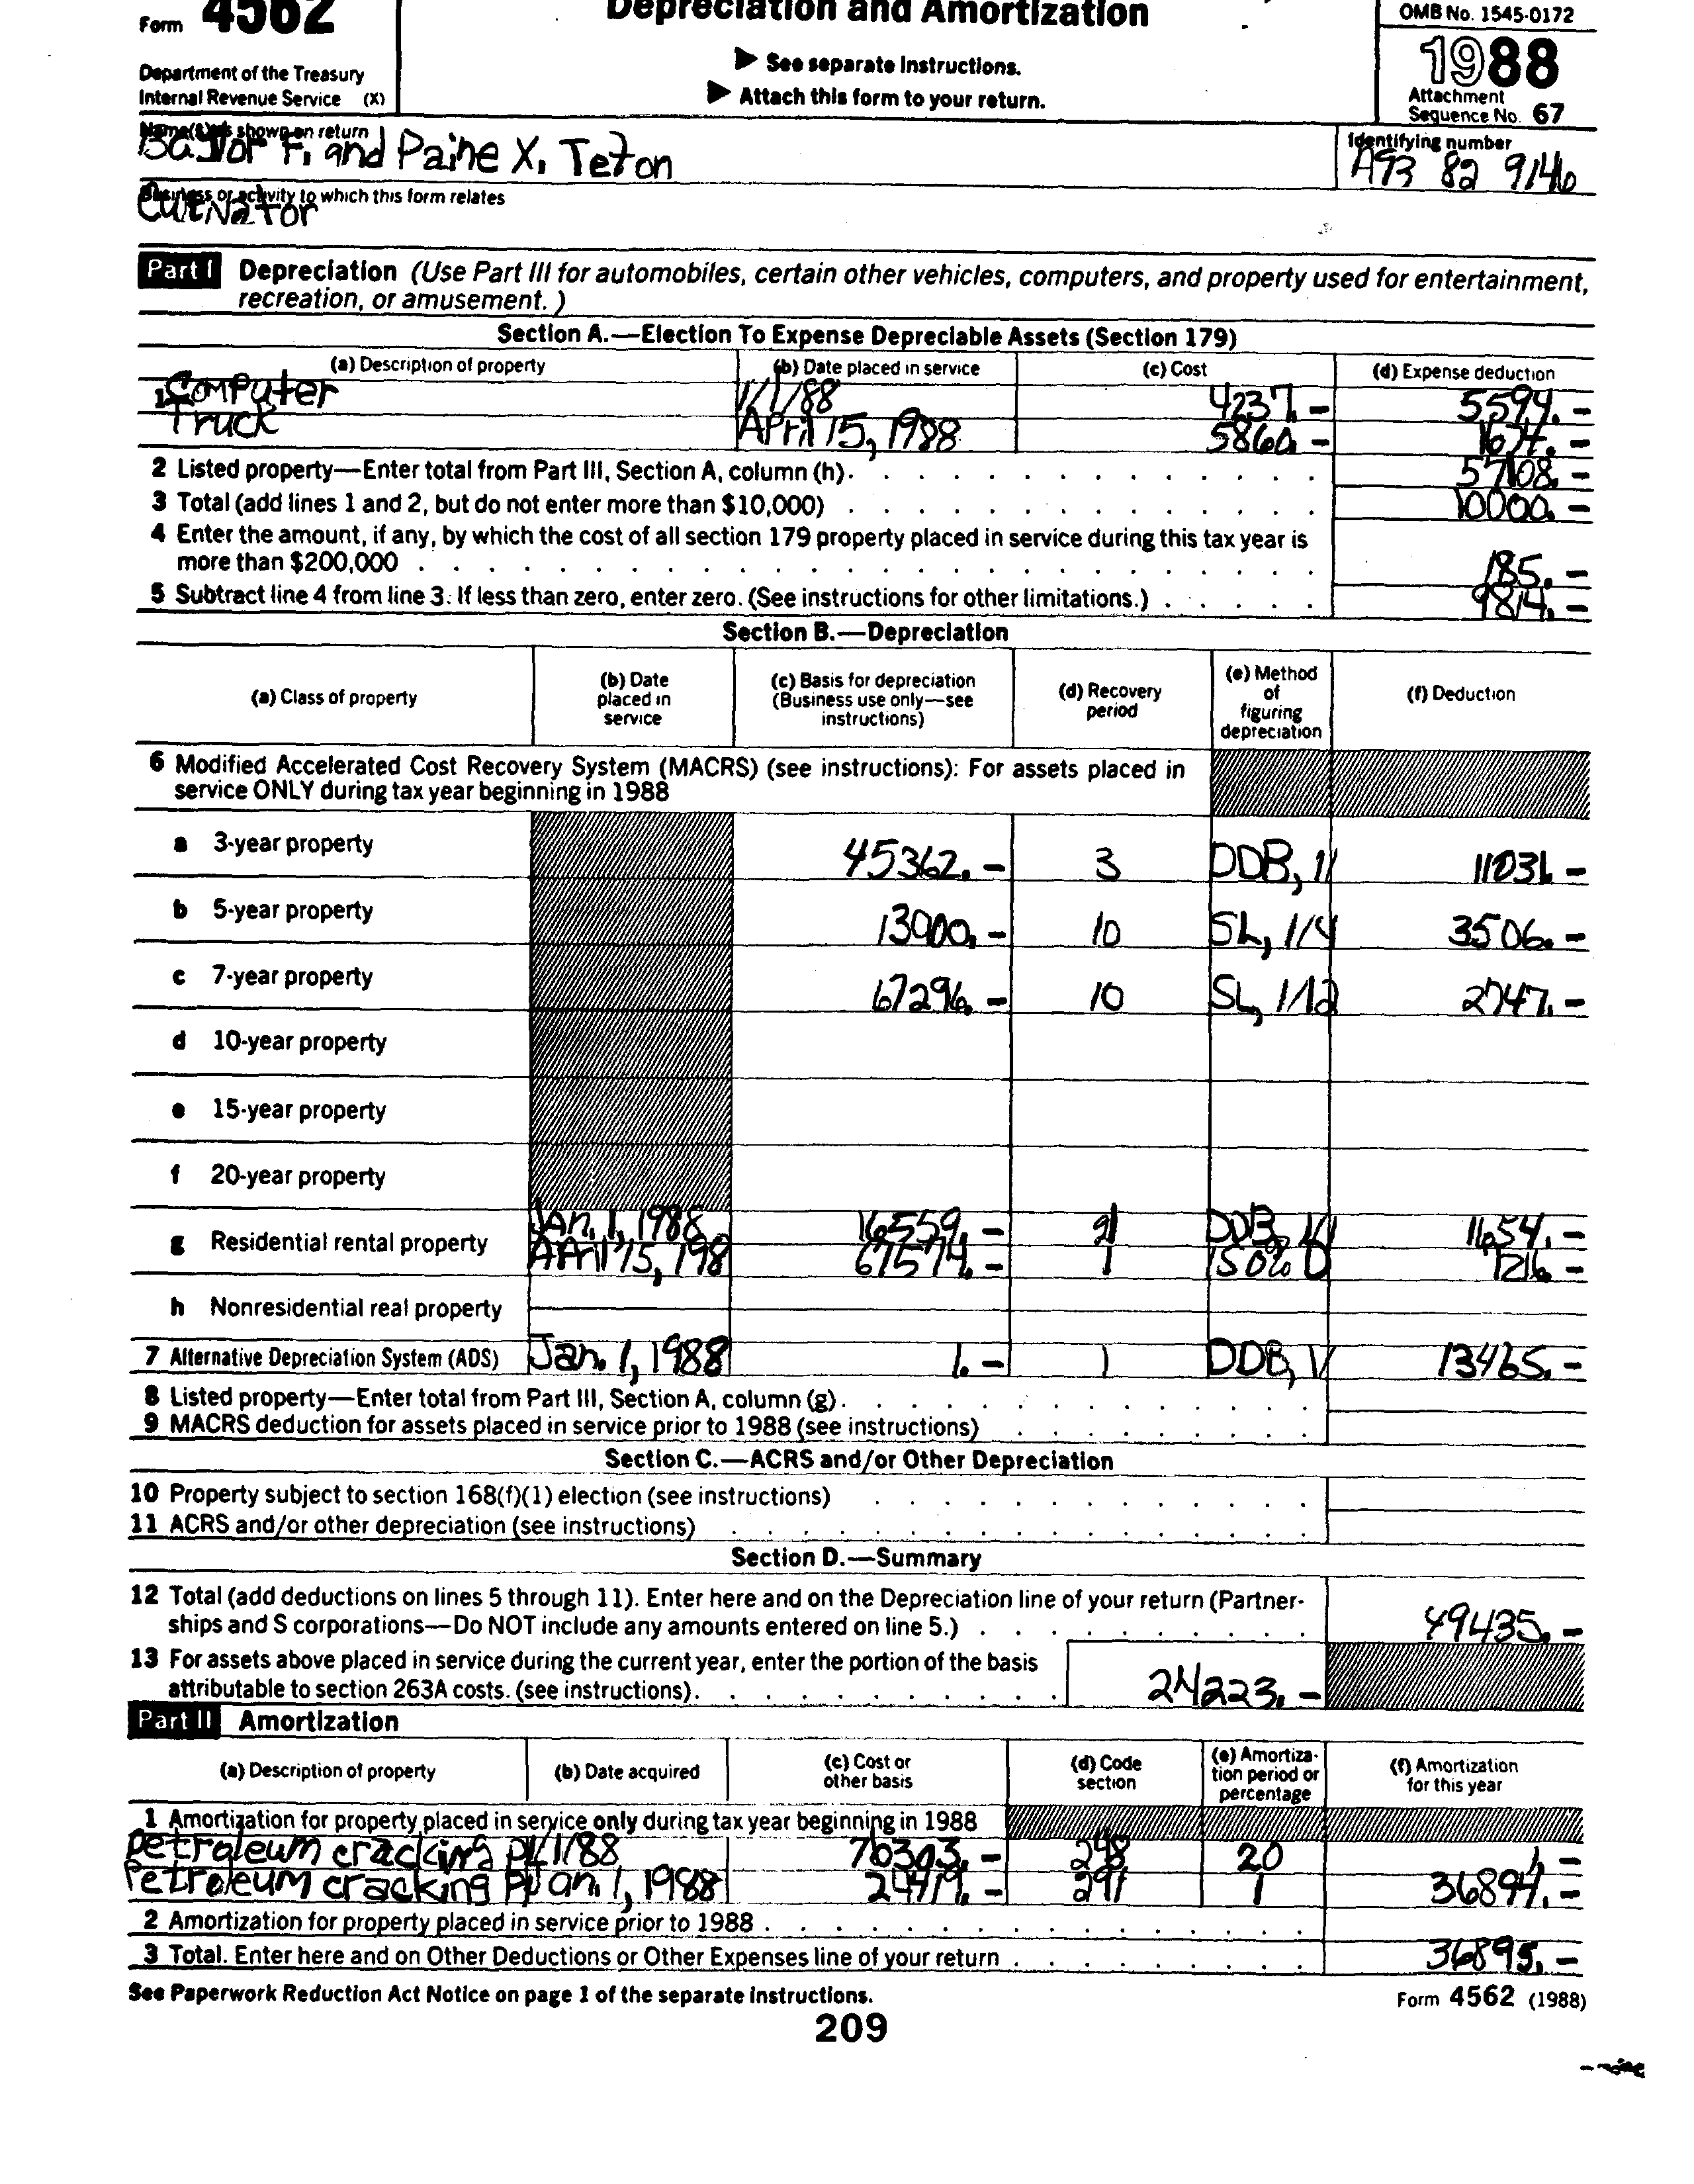 Form 4562
Depreciation and Amortization
OMB No. 1545-0172
Department of the Treasury
Internal Revenue Service (X)
▶ See separate Instructions.
▶ Attach this form to your return.
1988
Attachment
Sequence No. 67
Name(s) as shown on return
Baylor F. and Paine X. Teton
Identifying number
A93 82 9146
Business or activity to which this form relates
Cultivator
Part I Depreciation (Use Part III for automobiles, certain other vehicles, computers, and property used for entertainment,
recreation, or amusement. )
Section A.—Election To Expense Depreciable Assets (Section 179)
(a) Description of property (b) Date placed in service (c) Cost (d) Expense deduction
1 Computer 1/1/88 4237.- 5594.-
Truck April 15, 1988 5860.- 1674.-
2 Listed property—Enter total from Part III, Section A, column (h). 57108.-
3 Total (add lines 1 and 2, but do not enter more than $10,000) 10000.-
4 Enter the amount, if any, by which the cost of all section 179 property placed in service during this tax year is
more than $200,000 185.-
5 Subtract line 4 from line 3. If less than zero, enter zero. (See instructions for other limitations.) 9814.-
Section B.—Depreciation
(a) Class of property (b) Date placed in service (c) Basis for depreciation (Business use only—see instructions) (d) Recovery period (e) Method of figuring depreciation (f) Deduction
6 Modified Accelerated Cost Recovery System (MACRS) (see instructions): For assets placed in
service ONLY during tax year beginning in 1988
a 3-year property 45362.- 3 DDB, 11031.-
b 5-year property 13900.- 10 SL, 1/4 3506.-
c 7-year property 67296.- 10 SL, 1/12 2747.-
d 10-year property
e 15-year property
f 20-year property
Jan. 1, 1988 16559.- DDB, 1654.-
g Residential rental property
April 15, 198 67574.- 1 150% D 1216.-
h Nonresidential real property
7 Alternative Depreciation System (ADS) Jan. 1, 1988 1.- 1 DDB, 13465.-
8 Listed property—Enter total from Part III, Section A, column (g).
9 MACRS deduction for assets placed in service prior to 1988 (see instructions)
Section C.—ACRS and/or Other Depreciation
10 Property subject to section 168(f)(1) election (see instructions)
11 ACRS and/or other depreciation (see instructions)
Section D.—Summary
12 Total (add deductions on lines 5 through 11). Enter here and on the Depreciation line of your return (Partner-
ships and S corporations—Do NOT include any amounts entered on line 5.) 49435.-
13 For assets above placed in service during the current year, enter the portion of the basis
attributable to section 263A costs. (see instructions). 24223.-
Part II Amortization
(a) Description of property (b) Date acquired (c) Cost or other basis (d) Code section (e) Amortization period or percentage (f) Amortization for this year
1 Amortization for property placed in service only during tax year beginning in 1988
petroleum cracking 1/1/88 76303.- 248 20 1.-
Petroleum cracking Jan. 1, 1988 24419.- 291 1 36894.-
2 Amortization for property placed in service prior to 1988
3 Total. Enter here and on Other Deductions or Other Expenses line of your return 36895.-
See Paperwork Reduction Act Notice on page 1 of the separate instructions.
Form 4562 (1988)
209